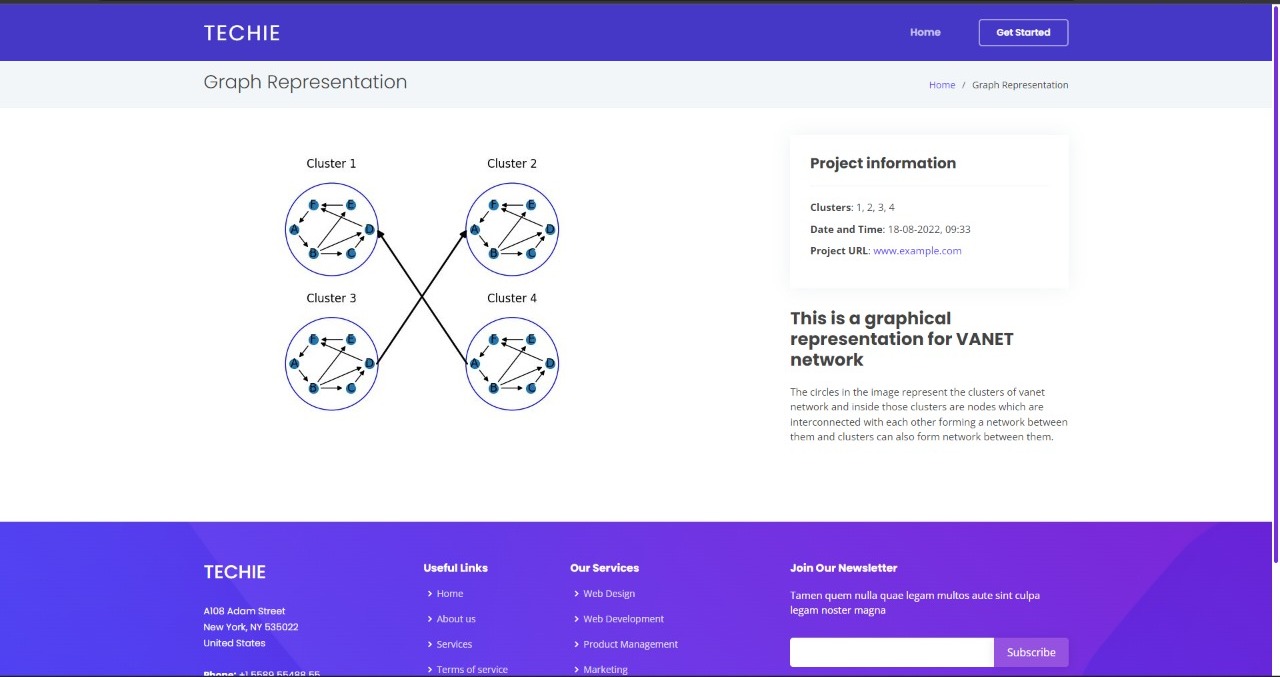 TECHIE
Home
Get Started
Graph Representation
Home / Graph Representation
Cluster 1
F E
A D
B C
Cluster 2
F E
A D
B C
Cluster 3
F E
A D
B C
Cluster 4
F E
A D
B C
Project information
Clusters: 1, 2, 3, 4
Date and Time: 18-08-2022, 09:33
Project URL: www.example.com
This is a graphical
representation for VANET
network
The circles in the image represent the clusters of vanet
network and inside those clusters are nodes which are
interconnected with each other forming a network between
them and clusters can also form network between them.
TECHIE
A108 Adam Street
New York, NY 535022
United States
Phone: +1 5589 55488 55
Useful Links
Home
About us
Services
Terms of service
Our Services
Web Design
Web Development
Product Management
Marketing
Join Our Newsletter
Tamen quem nulla quae legam multos aute sint culpa
legam noster magna
Subscribe